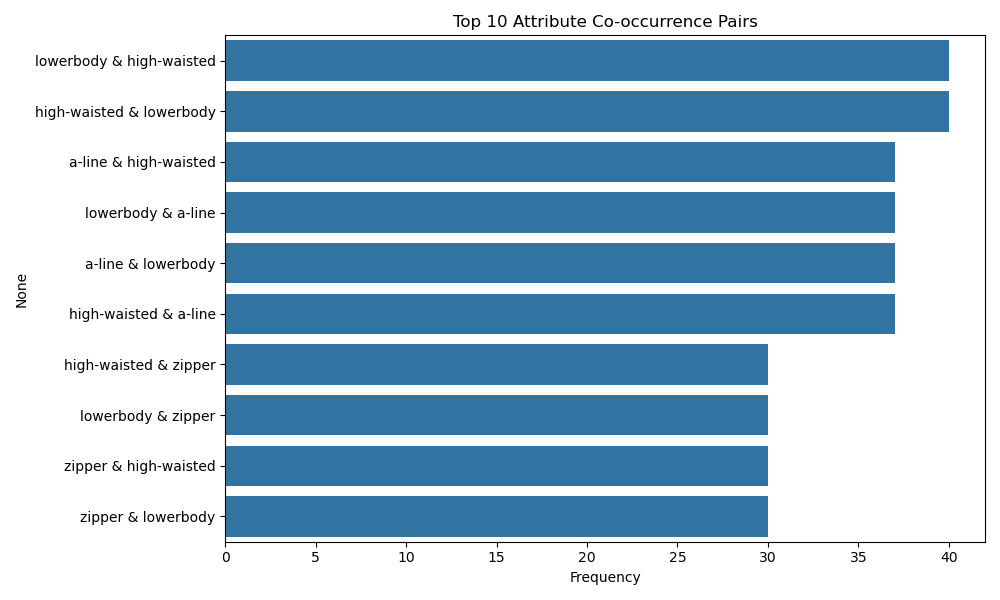 Top 10 Attribute Co-occurrence Pairs
None
lowerbody & high-waisted
high-waisted & lowerbody
a-line & high-waisted
lowerbody & a-line
a-line & lowerbody
high-waisted & a-line
high-waisted & zipper
lowerbody & zipper
zipper & high-waisted
zipper & lowerbody
0 5 10 15 20 25 30 35 40
Frequency